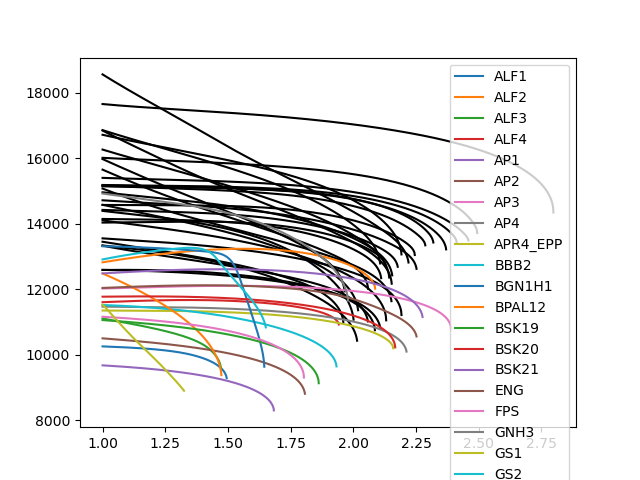 18000
16000
14000
12000
10000
8000
1.00 1.25 1.50 1.75 2.00 2.25 2.50 2.75
ALF1
ALF2
ALF3
ALF4
AP1
AP2
AP3
AP4
APR4_EPP
BBB2
BGN1H1
BPAL12
BSK19
BSK20
BSK21
ENG
FPS
GNH3
GS1
GS2